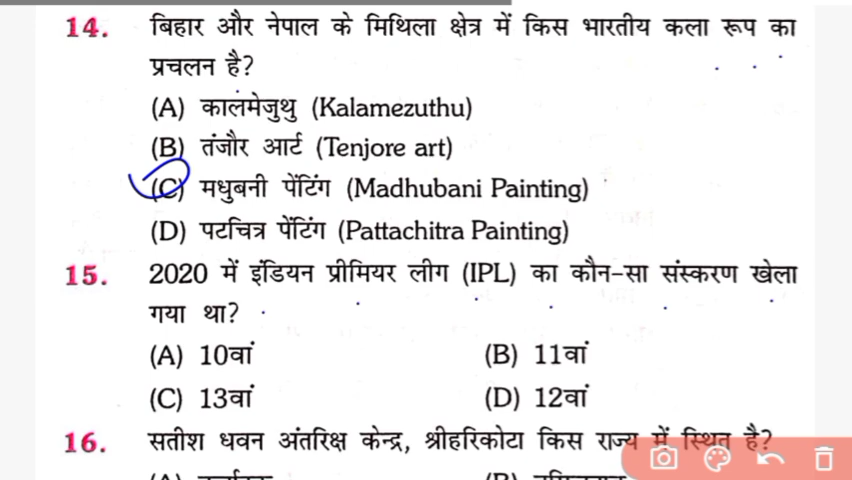 14. बिहार और नेपाल के मिथिला क्षेत्र में किस भारतीय कला रूप का
प्रचलन है?
(A) कालमेजुथु (Kalamezuthu)
(B) तंजौर आर्ट (Tenjore art)
(C) मधुबनी पेंटिंग (Madhubani Painting)
(D) पटचित्र पेंटिंग (Pattachitra Painting)
15. 2020 में इंडियन प्रीमियर लीग (IPL) का कौन-सा संस्करण खेला
गया था?
(A) 10वां (B) 11वां
(C) 13वां (D) 12वां
16. सतीश धवन अंतरिक्ष केन्द्र, श्रीहरिकोटा किस राज्य में स्थित है?